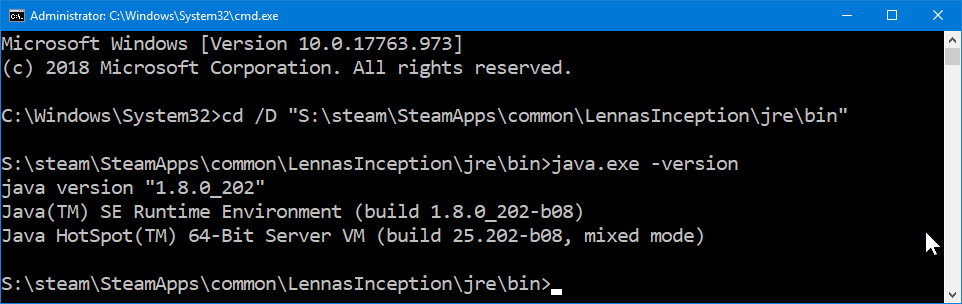 Administrator: C:\Windows\System32\cmd.exe
Microsoft Windows [Version 10.0.17763.973]
(c) 2018 Microsoft Corporation. All rights reserved.
C:\Windows\System32>cd /D "S:\steam\SteamApps\common\LennasInception\jre\bin"
S:\steam\SteamApps\common\LennasInception\jre\bin>java.exe -version
java version "1.8.0_202"
Java(TM) SE Runtime Environment (build 1.8.0_202-b08)
Java HotSpot(TM) 64-Bit Server VM (build 25.202-b08, mixed mode)
S:\steam\SteamApps\common\LennasInception\jre\bin>